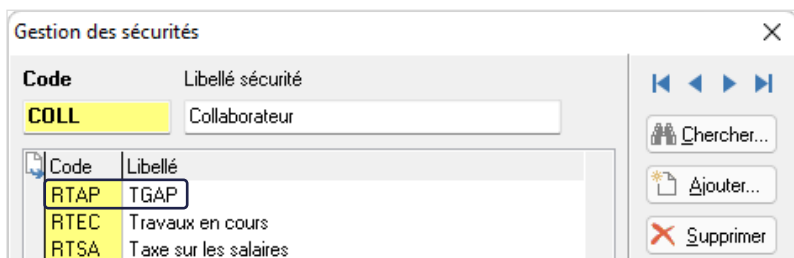 Gestion des sécurités
Code Libellé sécurité
COLL Collaborateur
Chercher...
Code Libellé
RTAP TGAP
Ajouter...
RTEC Travaux en cours
RTSA Taxe sur les salaires
Supprimer